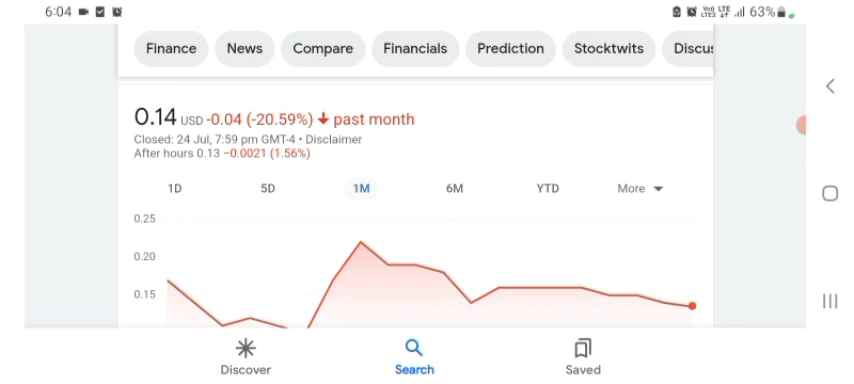 6:04
63%
Finance News Compare Financials Prediction Stocktwits Discus
0.14 USD -0.04 (-20.59%) past month
Closed: 24 Jul, 7:59 pm GMT-4 • Disclaimer
After hours 0.13 −0.0021 (1.56%)
1D 5D 1M 6M YTD More
0.25
0.20
0.15
Discover Search Saved